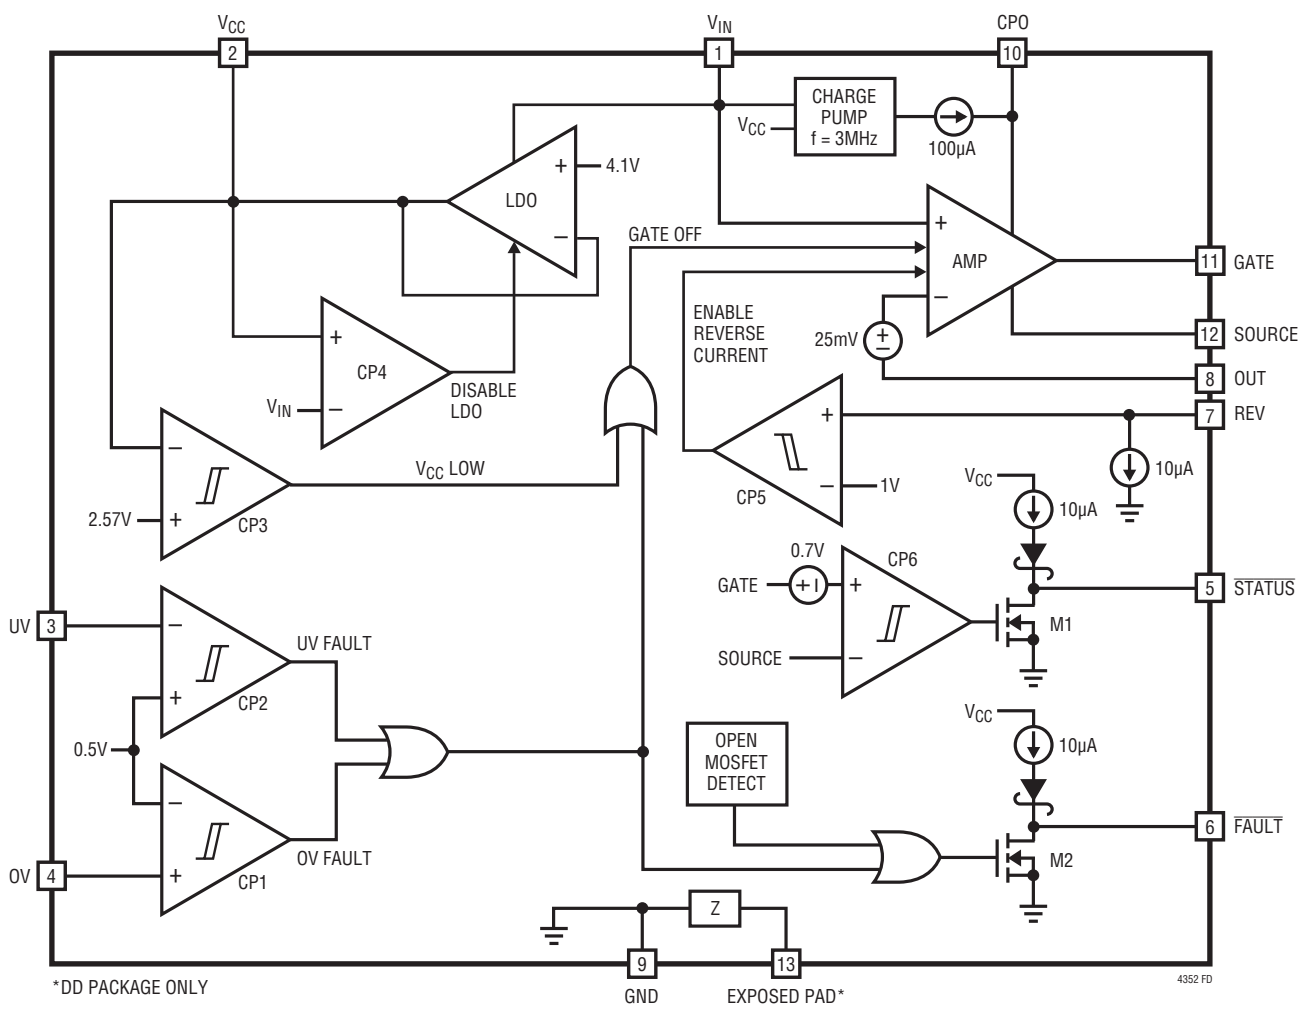 VCC
VIN
CPO
2
1
10
CHARGE
PUMP
f = 3MHz
VCC
100µA
+
4.1V
LDO
–
GATE OFF
+
AMP
–
11
GATE
ENABLE
REVERSE
CURRENT
25mV
+
–
12
SOURCE
8
OUT
7
REV
+
CP4
VIN
–
DISABLE
LDO
+
CP5
–
1V
10µA
–
2.57V
+
CP3
VCC LOW
VCC
10µA
0.7V
CP6
GATE
+ –
+
SOURCE
–
M1
5
STATUS
UV
3
–
+
CP2
UV FAULT
0.5V
–
+
CP1
OV FAULT
OV
4
OPEN
MOSFET
DETECT
VCC
10µA
M2
6
FAULT
Z
9
13
GND
EXPOSED PAD*
*DD PACKAGE ONLY
4352 FD